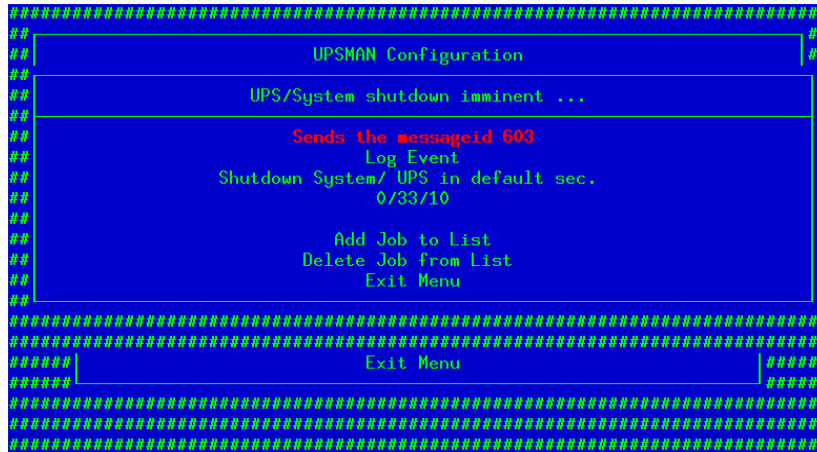 UPSMAN Configuration
UPS/System shutdown imminent ...
Sends the messageid 603
Log Event
Shutdown System/ UPS in default sec.
0/33/10
Add Job to List
Delete Job from List
Exit Menu
Exit Menu